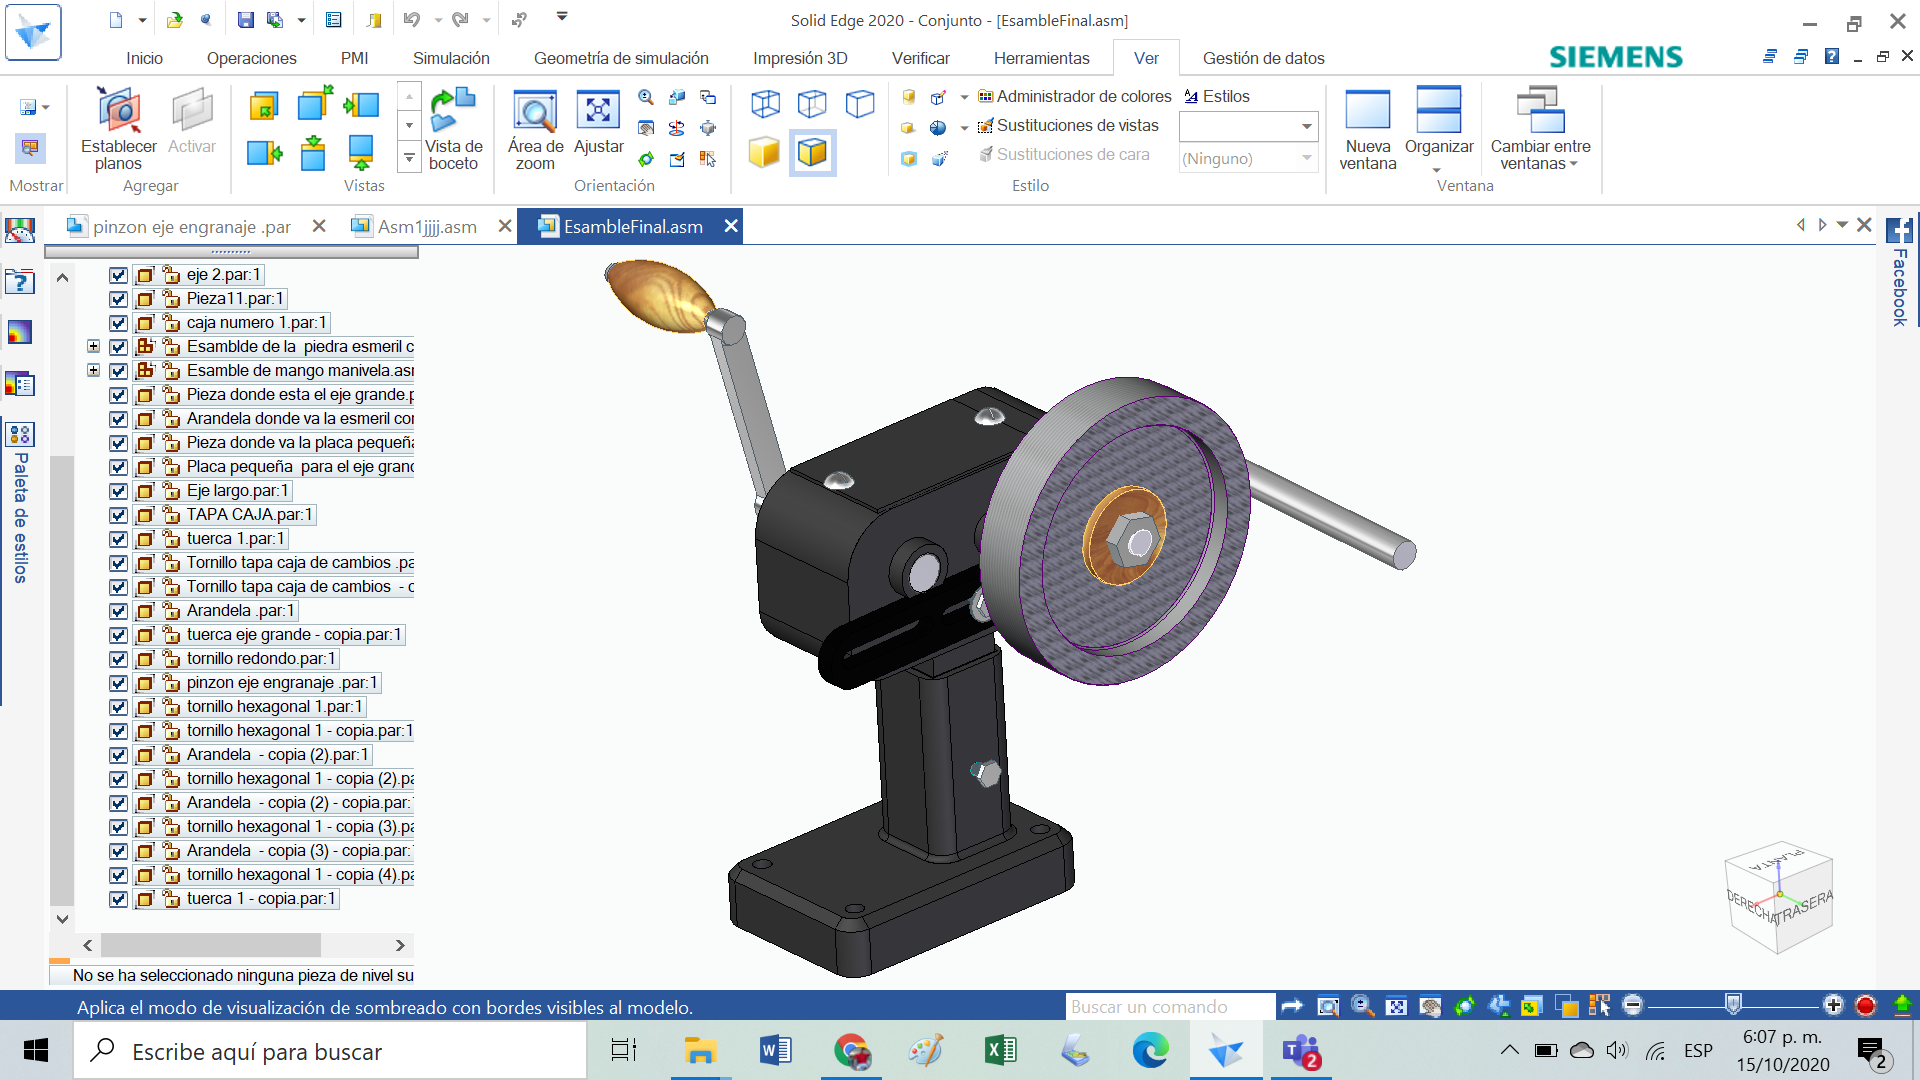 Solid Edge 2020 - Conjunto - [EsambleFinal.asm]
Inicio Operaciones PMI Simulación Geometría de simulación Impresión 3D Verificar Herramientas Ver Gestión de datos SIEMENS
Administrador de colores Estilos
Sustituciones de vistas
Establecer planos Activar Vista de boceto Área de zoom Ajustar Nueva ventana Organizar Cambiar entre ventanas
Sustituciones de cara (Ninguno)
Mostrar Agregar Vistas Orientación Estilo Ventana
pinzon eje engranaje .par Asm1jjjj.asm EsambleFinal.asm
Facebook
Paleta de estilos
eje 2.par:1
Pieza11.par:1
caja numero 1.par:1
Esamblde de la piedra esmeril c
Esamble de mango manivela.asr
Pieza donde esta el eje grande.p
Arandela donde va la esmeril cor
Pieza donde va la placa pequeña
Placa pequeña para el eje granc
Eje largo.par:1
TAPA CAJA.par:1
tuerca 1.par:1
Tornillo tapa caja de cambios .pa
Tornillo tapa caja de cambios - c
Arandela .par:1
tuerca eje grande - copia.par:1
tornillo redondo.par:1
pinzon eje engranaje .par:1
tornillo hexagonal 1.par:1
tornillo hexagonal 1 - copia.par:1
Arandela - copia (2).par:1
tornillo hexagonal 1 - copia (2).pa
Arandela - copia (2) - copia.par:
tornillo hexagonal 1 - copia (3).pa
Arandela - copia (3) - copia.par:
tornillo hexagonal 1 - copia (4).pa
tuerca 1 - copia.par:1
PLANTA
DERECHA TRASERA
No se ha seleccionado ninguna pieza de nivel su
Aplica el modo de visualización de sombreado con bordes visibles al modelo.
Buscar un comando
Escribe aquí para buscar
2
ESP
6:07 p. m.
15/10/2020
2